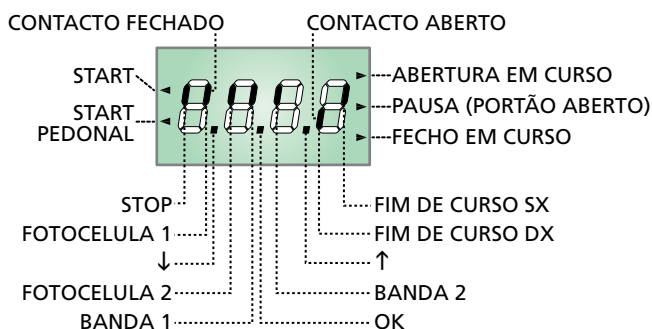 CONTACTO FECHADO CONTACTO ABERTO
START
START
PEDONAL
ABERTURA EM CURSO
PAUSA (PORTÃO ABERTO)
FECHO EM CURSO
STOP
FOTOCELULA 1
↓
FOTOCELULA 2
BANDA 1
FIM DE CURSO SX
FIM DE CURSO DX
↑
BANDA 2
OK